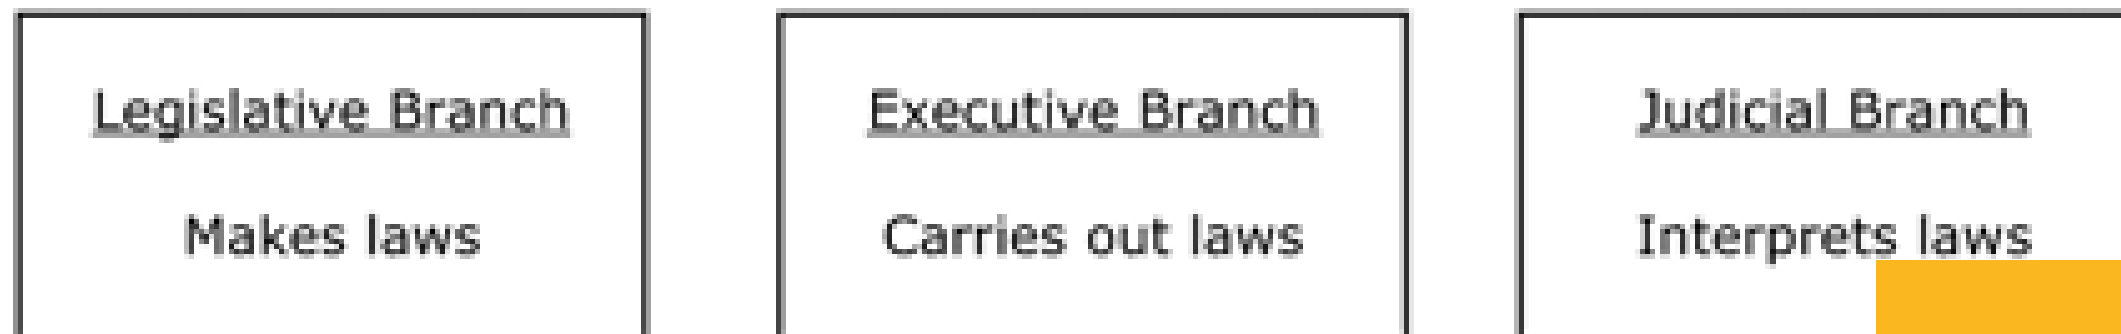 Legislative Branch
Makes laws
Executive Branch
Carries out laws
Judicial Branch
Interprets laws